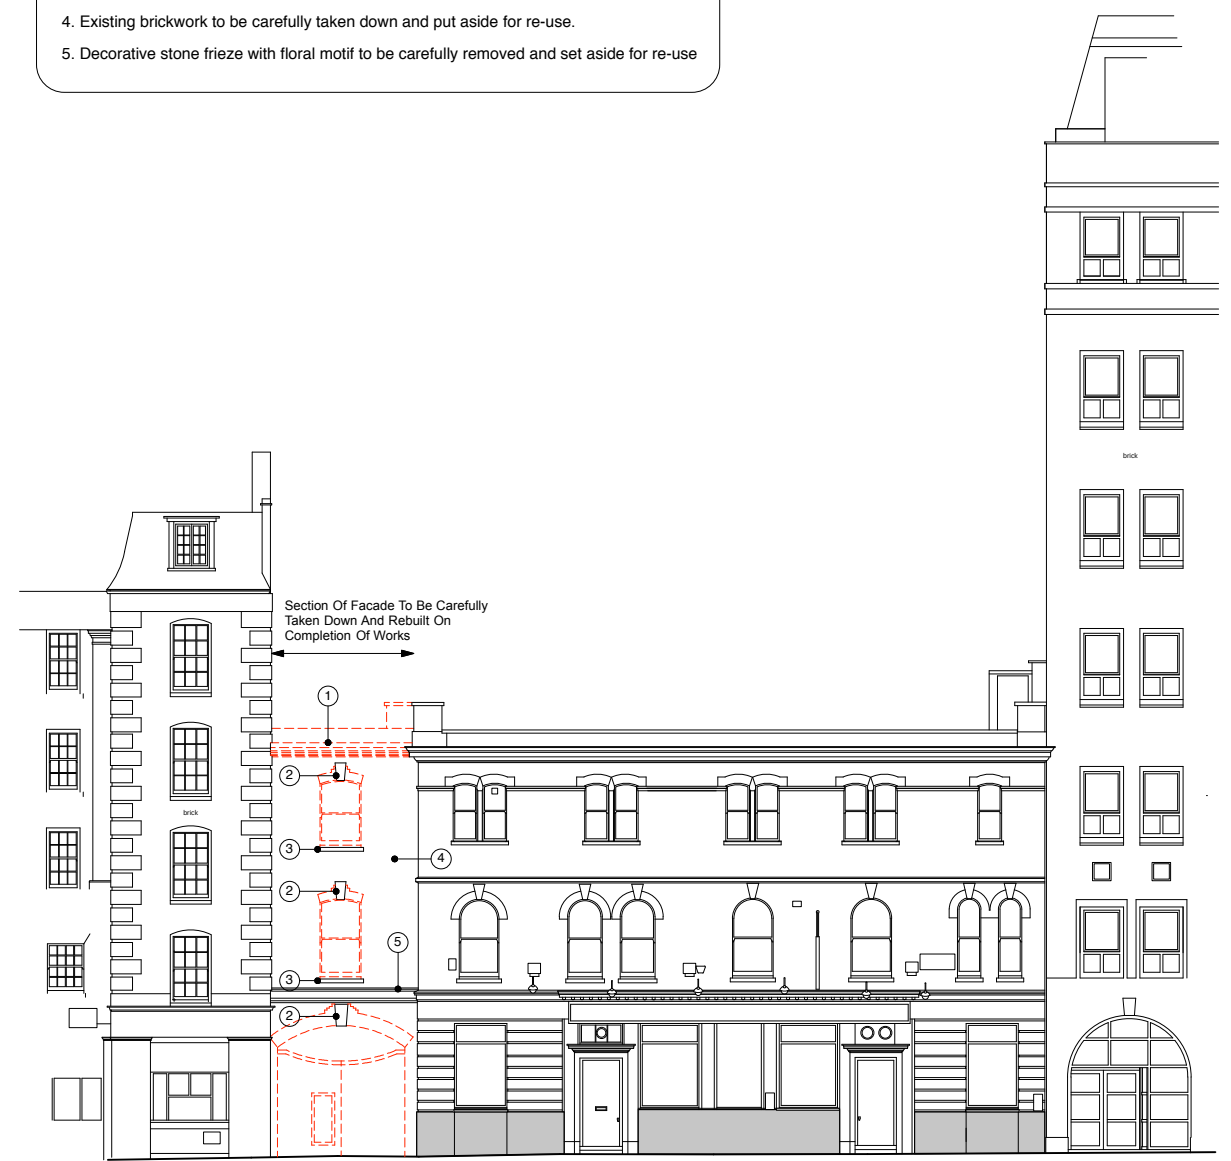 4. Existing brickwork to be carefully taken down and put aside for re-use.
5. Decorative stone frieze with floral motif to be carefully removed and set aside for re-use
brick
Section Of Facade To Be Carefully
Taken Down And Rebuilt On
Completion Of Works
1
2
brick
3
4
2
5
3
2